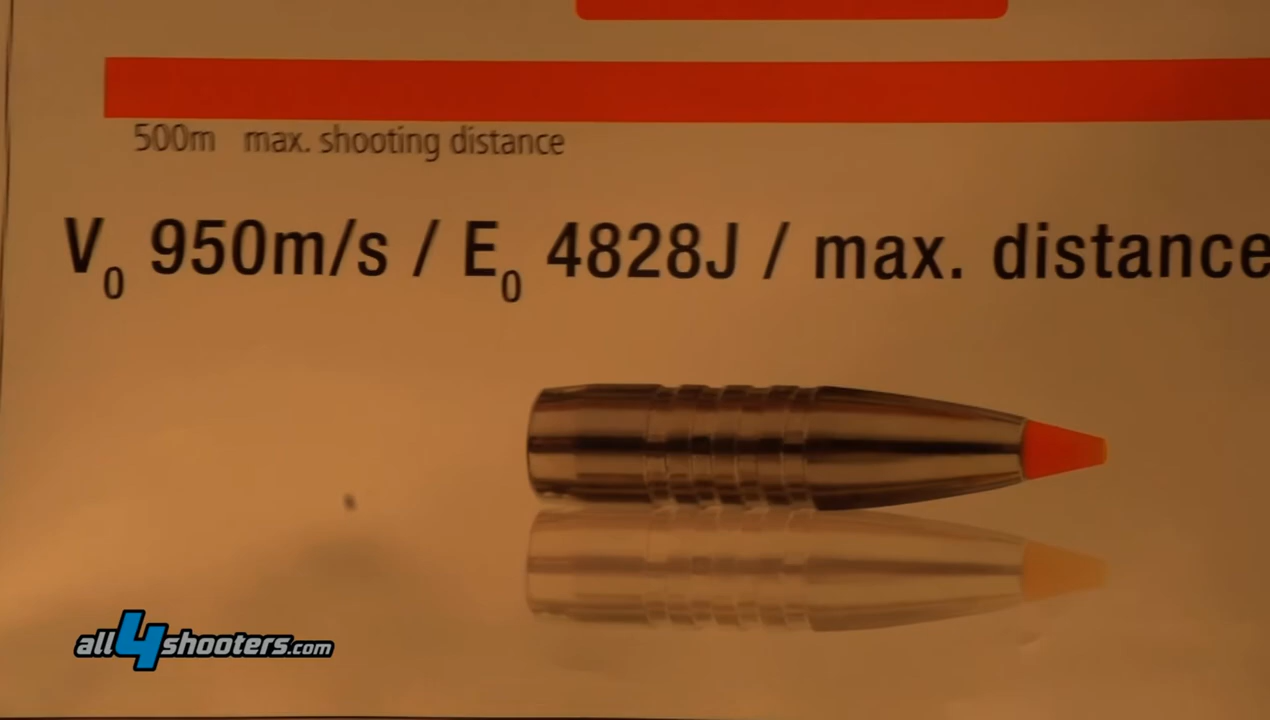 500m max. shooting distance
V₀ 950m/s / E₀ 4828J / max. distance
all4shooters.com